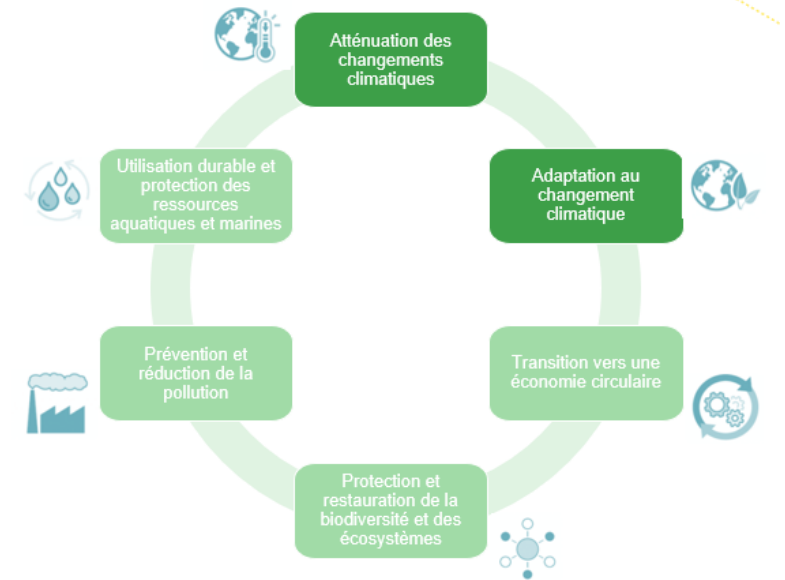 Atténuation des
changements
climatiques
Adaptation au
changement
climatique
Transition vers une
économie circulaire
Protection et
restauration de la
biodiversité et des
écosystèmes
Prévention et
réduction de la
pollution
Utilisation durable et
protection des
ressources
aquatiques et marines